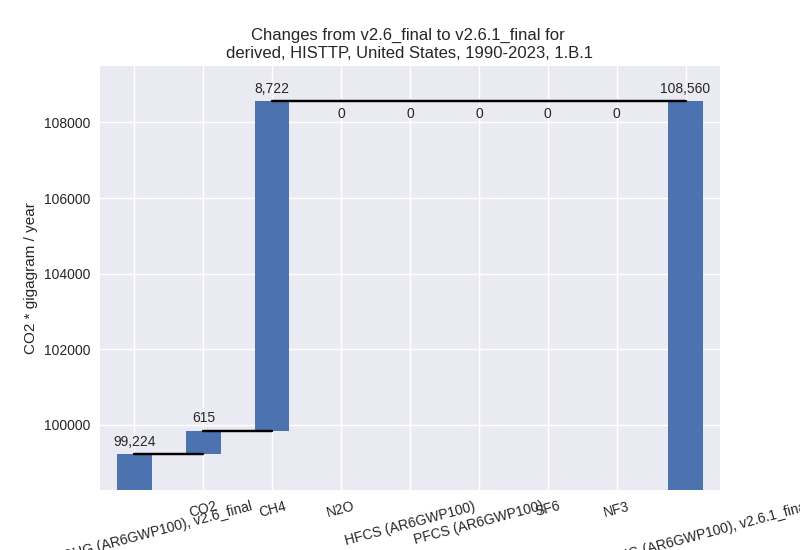 Changes from v2.6_final to v2.6.1_final for
derived, HISTTP, United States, 1990-2023, 1.B.1
8,722
108,560
108000
0
0
0
0
0
106000
CO2 * gigagram / year
104000
102000
100000
615
99,224
CO2
CH4
N2O
HFCS (AR6GWP100)
PFCS (AR6GWP100)
SF6
NF3
(AR6GWP100), v2.6_final
(AR6GWP100), v2.6.1_fina